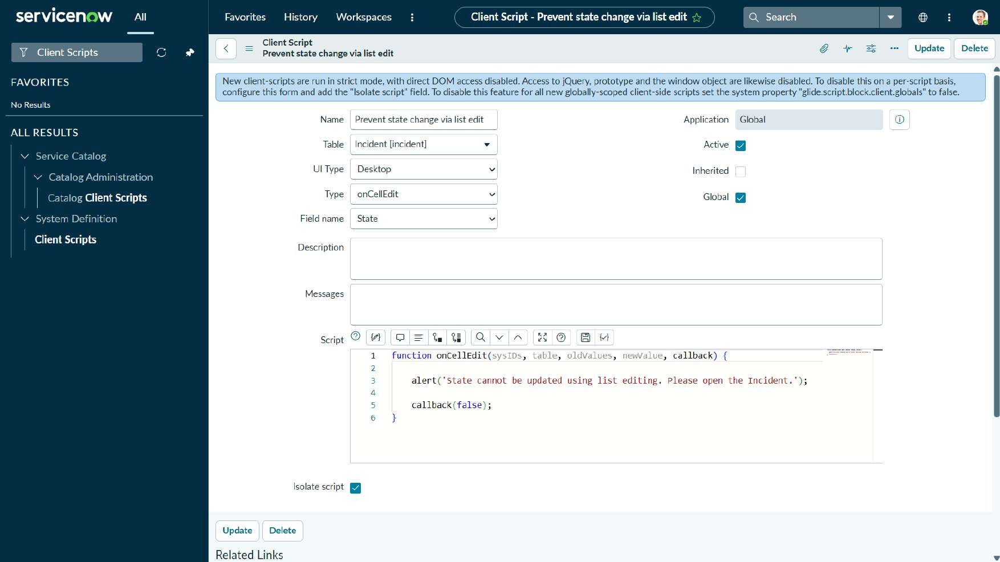 servicenow
All
Favorites
History
Workspaces
Client Script - Prevent state change via list edit
Search
Client Scripts
FAVORITES
No Results
ALL RESULTS
Service Catalog
Catalog Administration
Catalog Client Scripts
System Definition
Client Scripts
Client Script
Prevent state change via list edit
Update
Delete
New client-scripts are run in strict mode, with direct DOM access disabled. Access to jQuery, prototype and the window object are likewise disabled. To disable this on a per-script basis,
configure this form and add the "Isolate script" field. To disable this feature for all new globally-scoped client-side scripts set the system property "glide.script.block.client.globals" to false.
Name
Prevent state change via list edit
Table
Incident [incident]
UI Type
Desktop
Type
onCellEdit
Field name
State
Application
Global
Active
Inherited
Global
Description
Messages
Script
1 function onCellEdit(sysIDs, table, oldValues, newValue, callback) {
2
3 alert('State cannot be updated using list editing. Please open the Incident.');
4
5 callback(false);
6 }
Isolate script
Update
Delete
Related Links